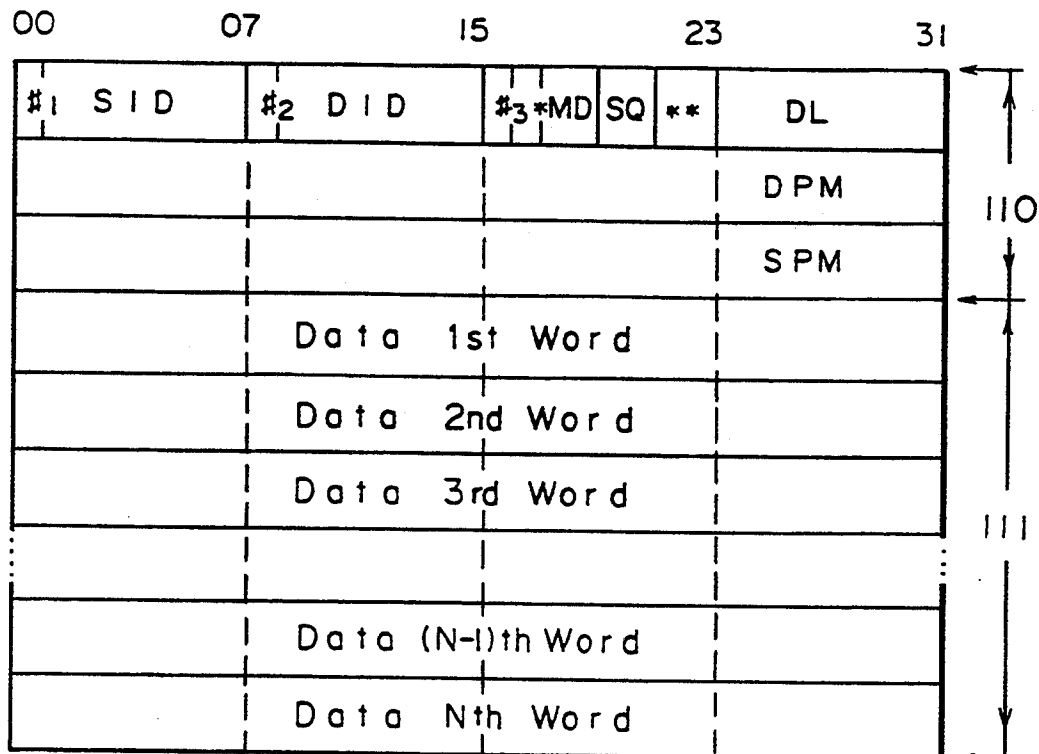 00 07 15 23 31
#1 SID #2 DID #3 *MD SQ ** DL
DPM
110
SPM
Data 1st Word
Data 2nd Word
Data 3rd Word
111
Data (N-1)th Word
Data Nth Word